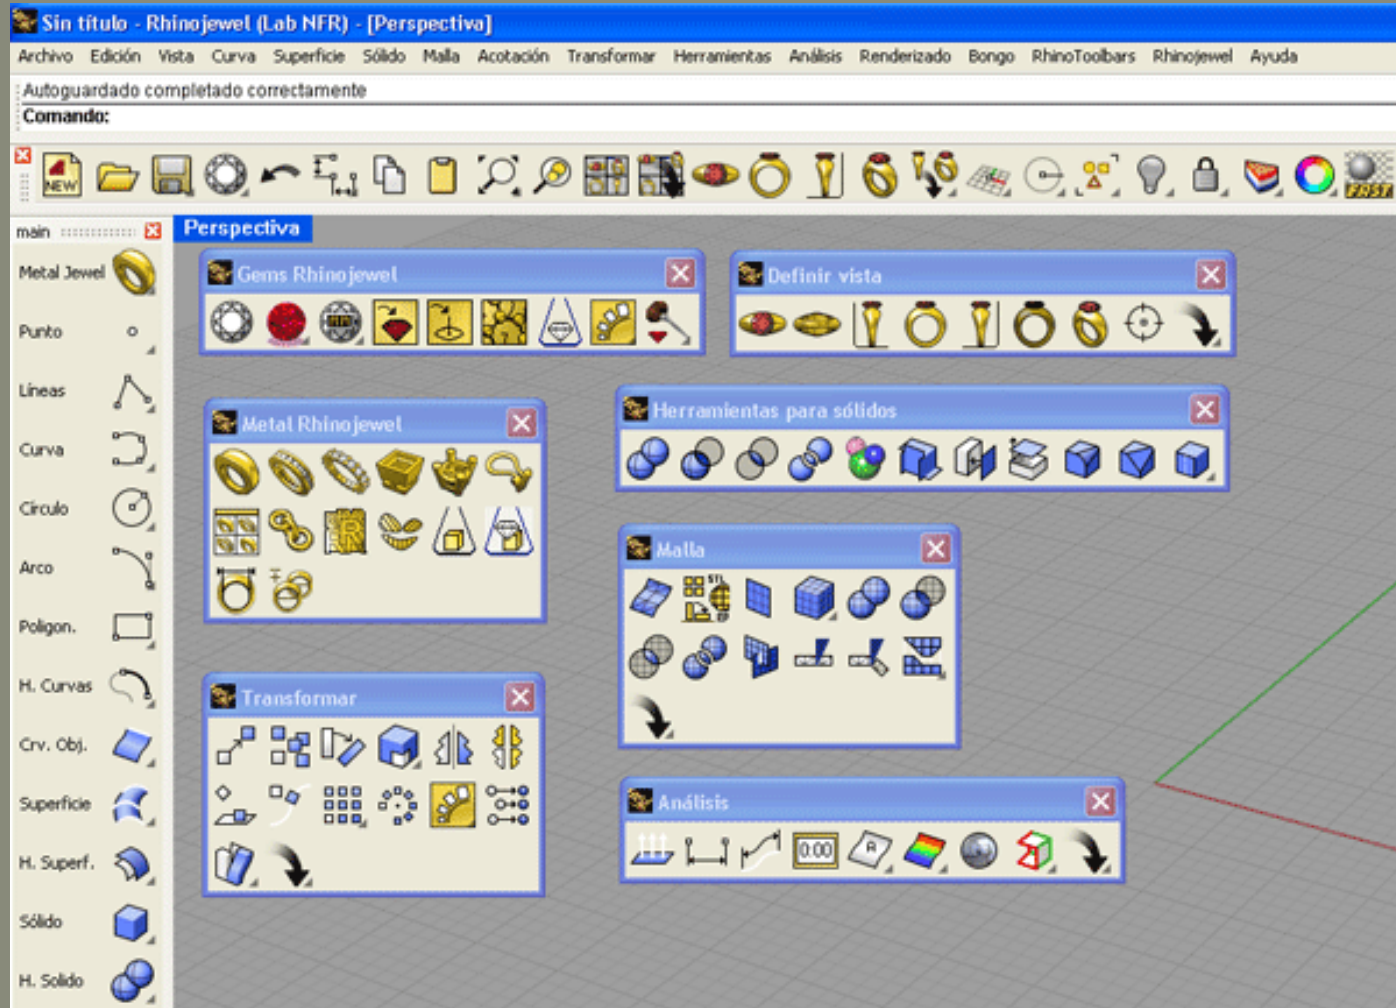 Sin título - Rhinojewel (Lab NFR) - [Perspectiva]
Archivo Edición Vista Curva Superficie Sólido Malla Acotación Transformar Herramientas Análisis Renderizado Bongo RhinoToolbars Rhinojewel Ayuda
Autoguardado completado correctamente
Comando:
NEW
FAST
main
Perspectiva
Metal Jewel
Punto
Líneas
Curva
Círculo
Arco
Poligon.
H. Curvas
Crv. Obj.
Superficie
H. Superf.
Sólido
H. Solido
Gems Rhinojewel
Definir vista
Metal Rhinojewel
R
Herramientas para sólidos
Malla
STL
Transformar
Análisis
0:00
A